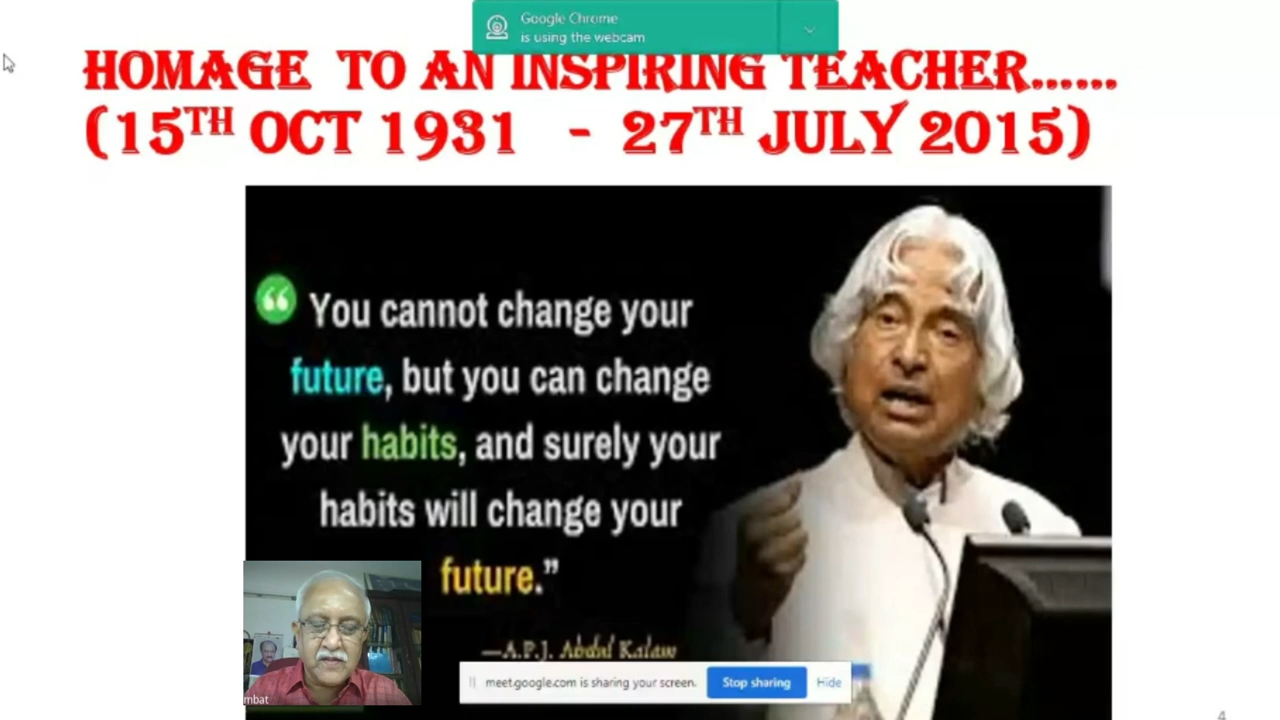 Google Chrome
is using the webcam
HOMAGE TO AN INSPIRING TEACHER......
(15TH OCT 1931 - 27TH JULY 2015)
“ You cannot change your
future, but you can change
your habits, and surely your
habits will change your
future.”
—A.P.J. Abdul Kalam
mbat
meet.google.com is sharing your screen.
Stop sharing
Hide
4